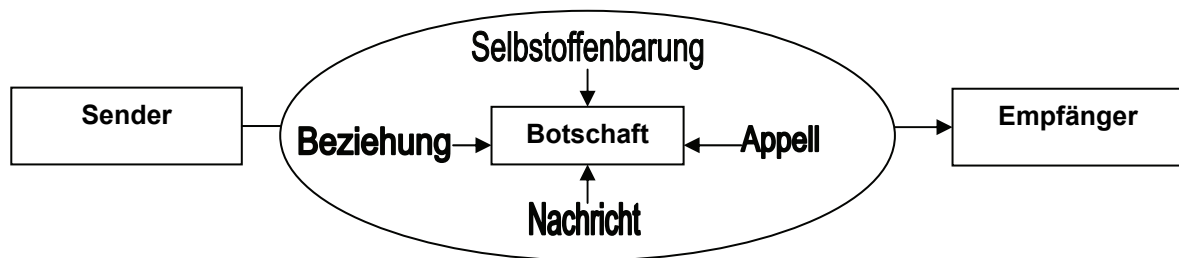 Selbstoffenbarung
Sender
Empfänger
Botschaft
Beziehung
Appell
Nachricht